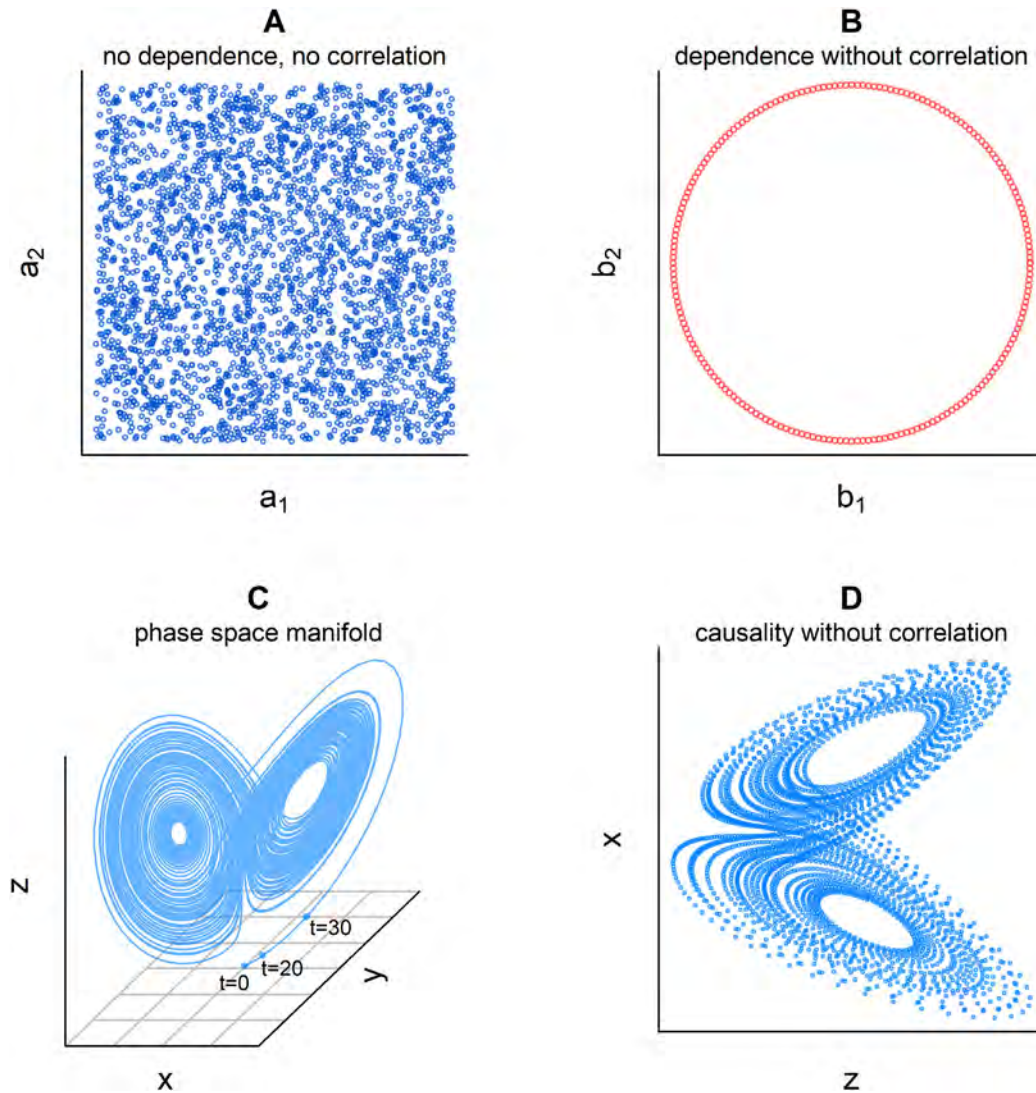 A
no dependence, no correlation
a₂
a₁
B
dependence without correlation
b₂
b₁
C
phase space manifold
z
t=30
t=20
t=0
y
x
D
causality without correlation
x
z